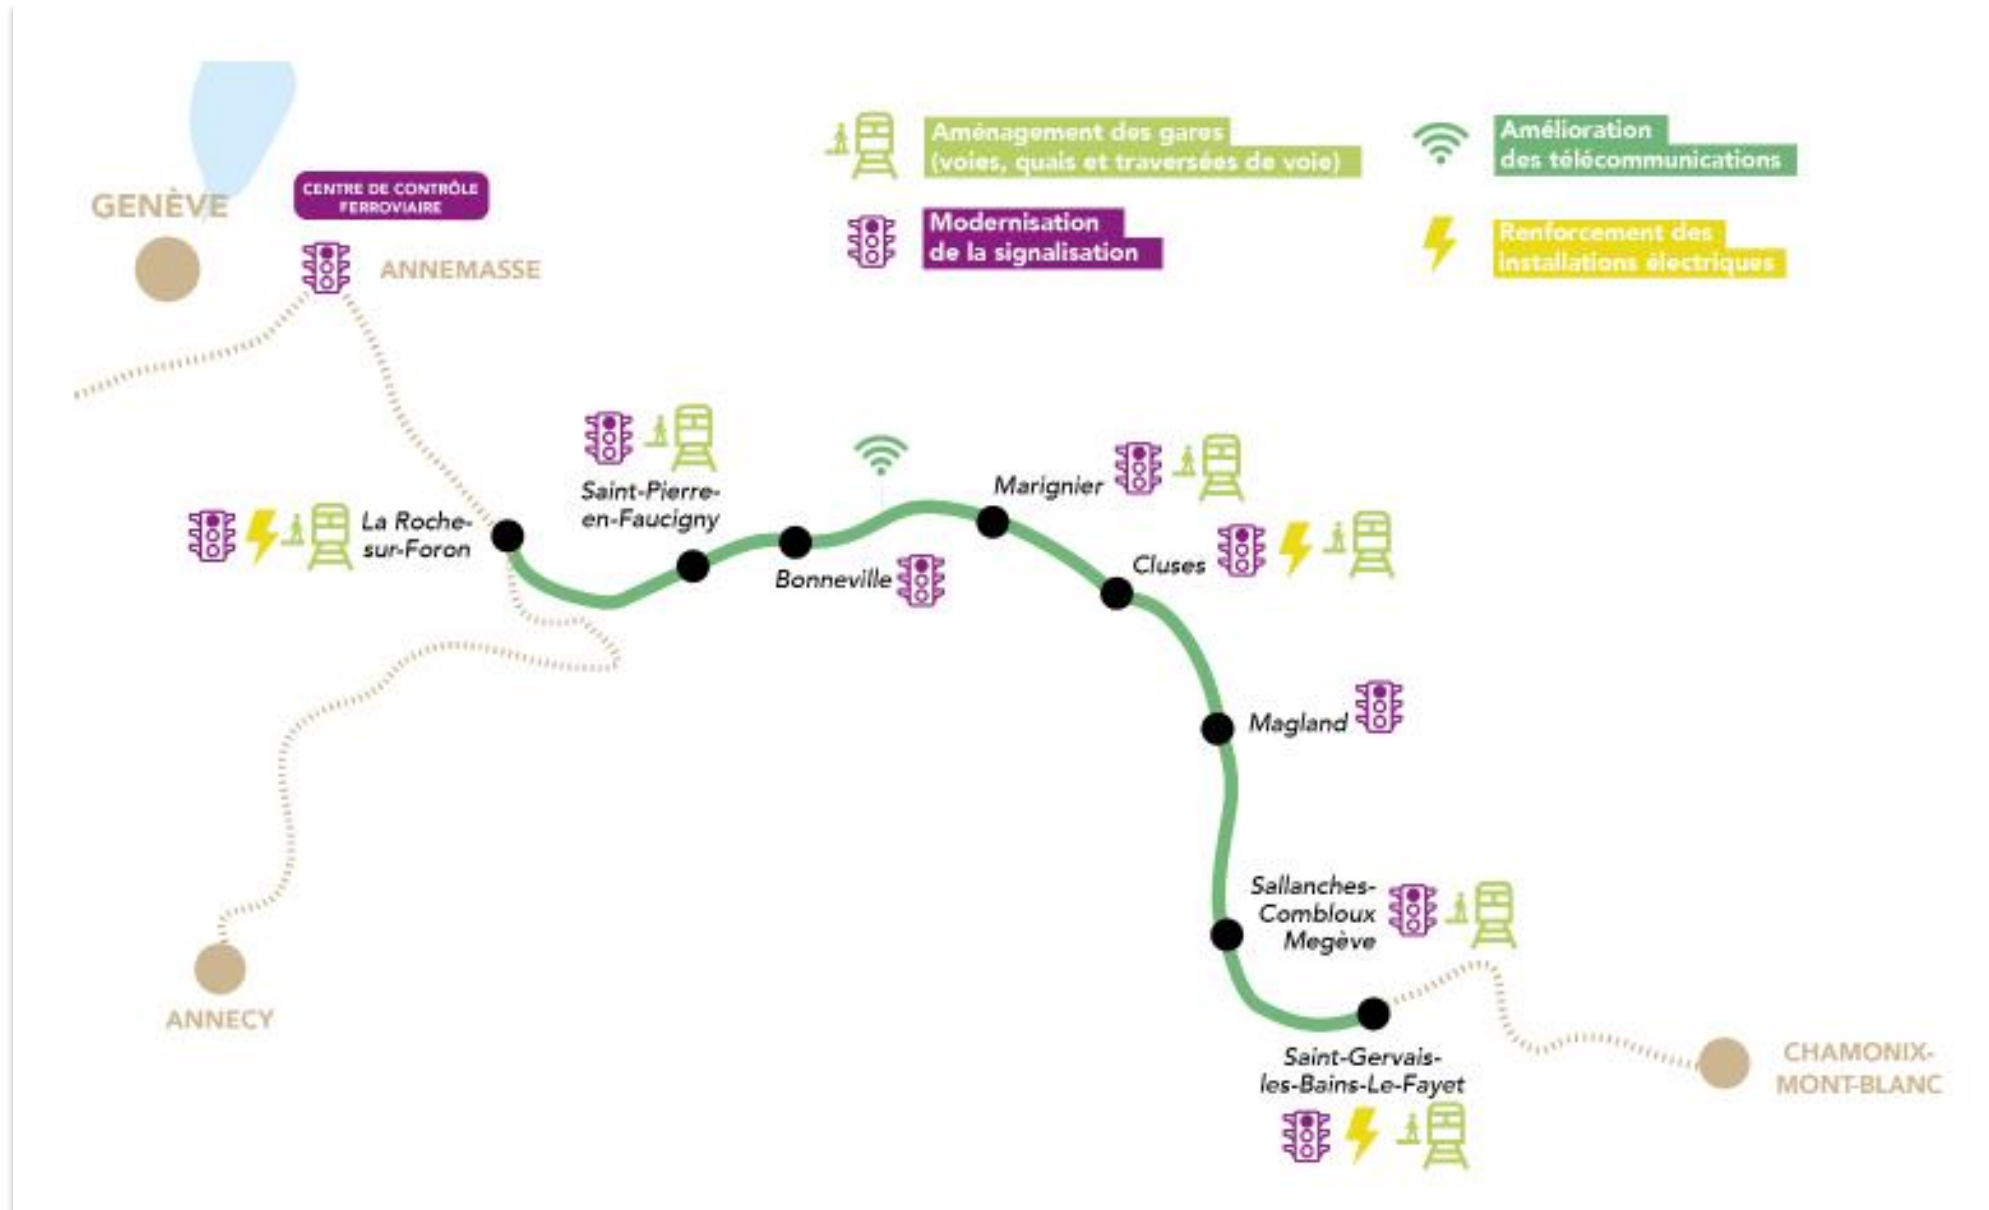 Aménagement des gares
(voies, quais et traversées de voie)
Amélioration
des télécommunications
Modernisation
de la signalisation
Renforcement des
installations électriques
GENÈVE
CENTRE DE CONTRÔLE
FERROVIAIRE
ANNEMASSE
La Roche-
sur-Foron
Saint-Pierre-
en-Faucigny
Bonneville
Marignier
Cluses
Magland
Sallanches-
Combloux
Megève
Saint-Gervais-
les-Bains-Le-Fayet
ANNECY
CHAMONIX-
MONT-BLANC